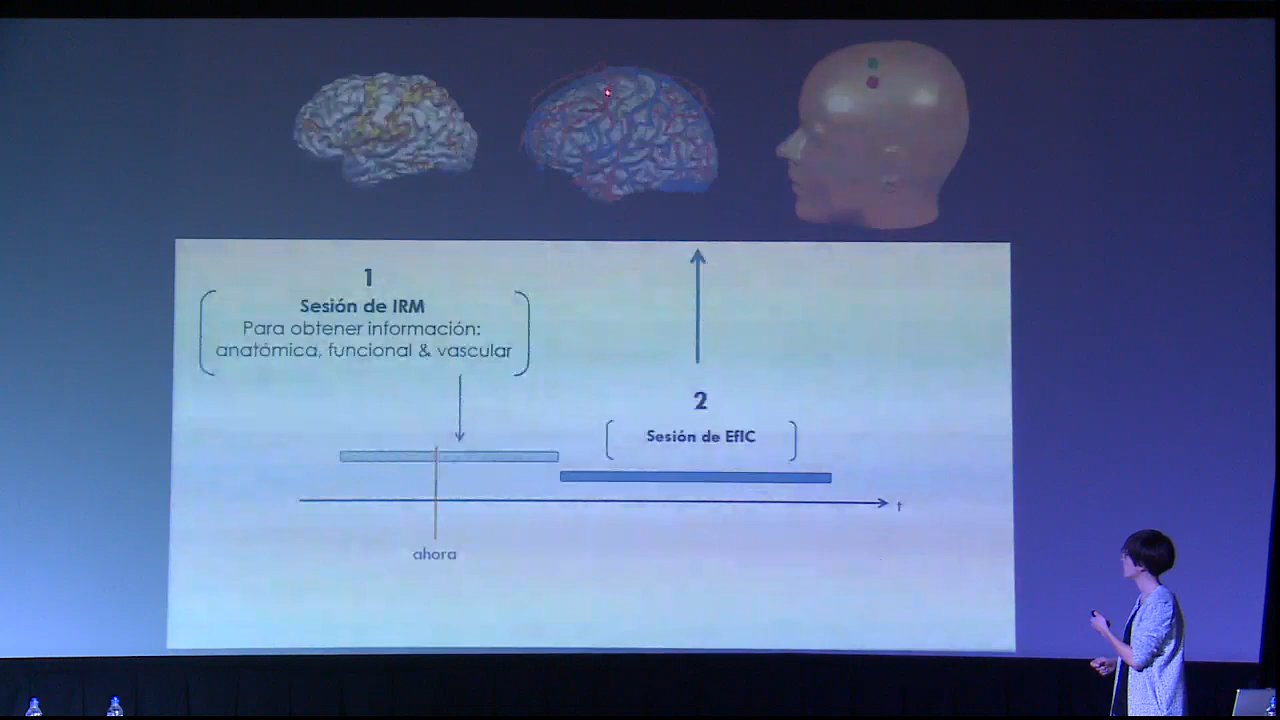 1
Sesión de IRM
Para obtener información:
anatómica, funcional & vascular
2
Sesión de EfIC
t
ahora